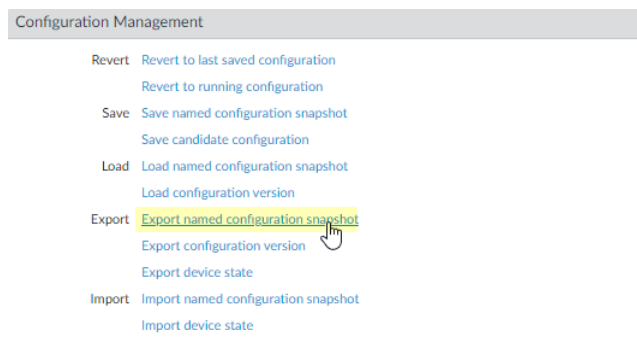 Configuration Management
Revert Revert to last saved configuration
Revert to running configuration
Save Save named configuration snapshot
Save candidate configuration
Load Load named configuration snapshot
Load configuration version
Export Export named configuration snapshot
Export configuration version
Export device state
Import Import named configuration snapshot
Import device state